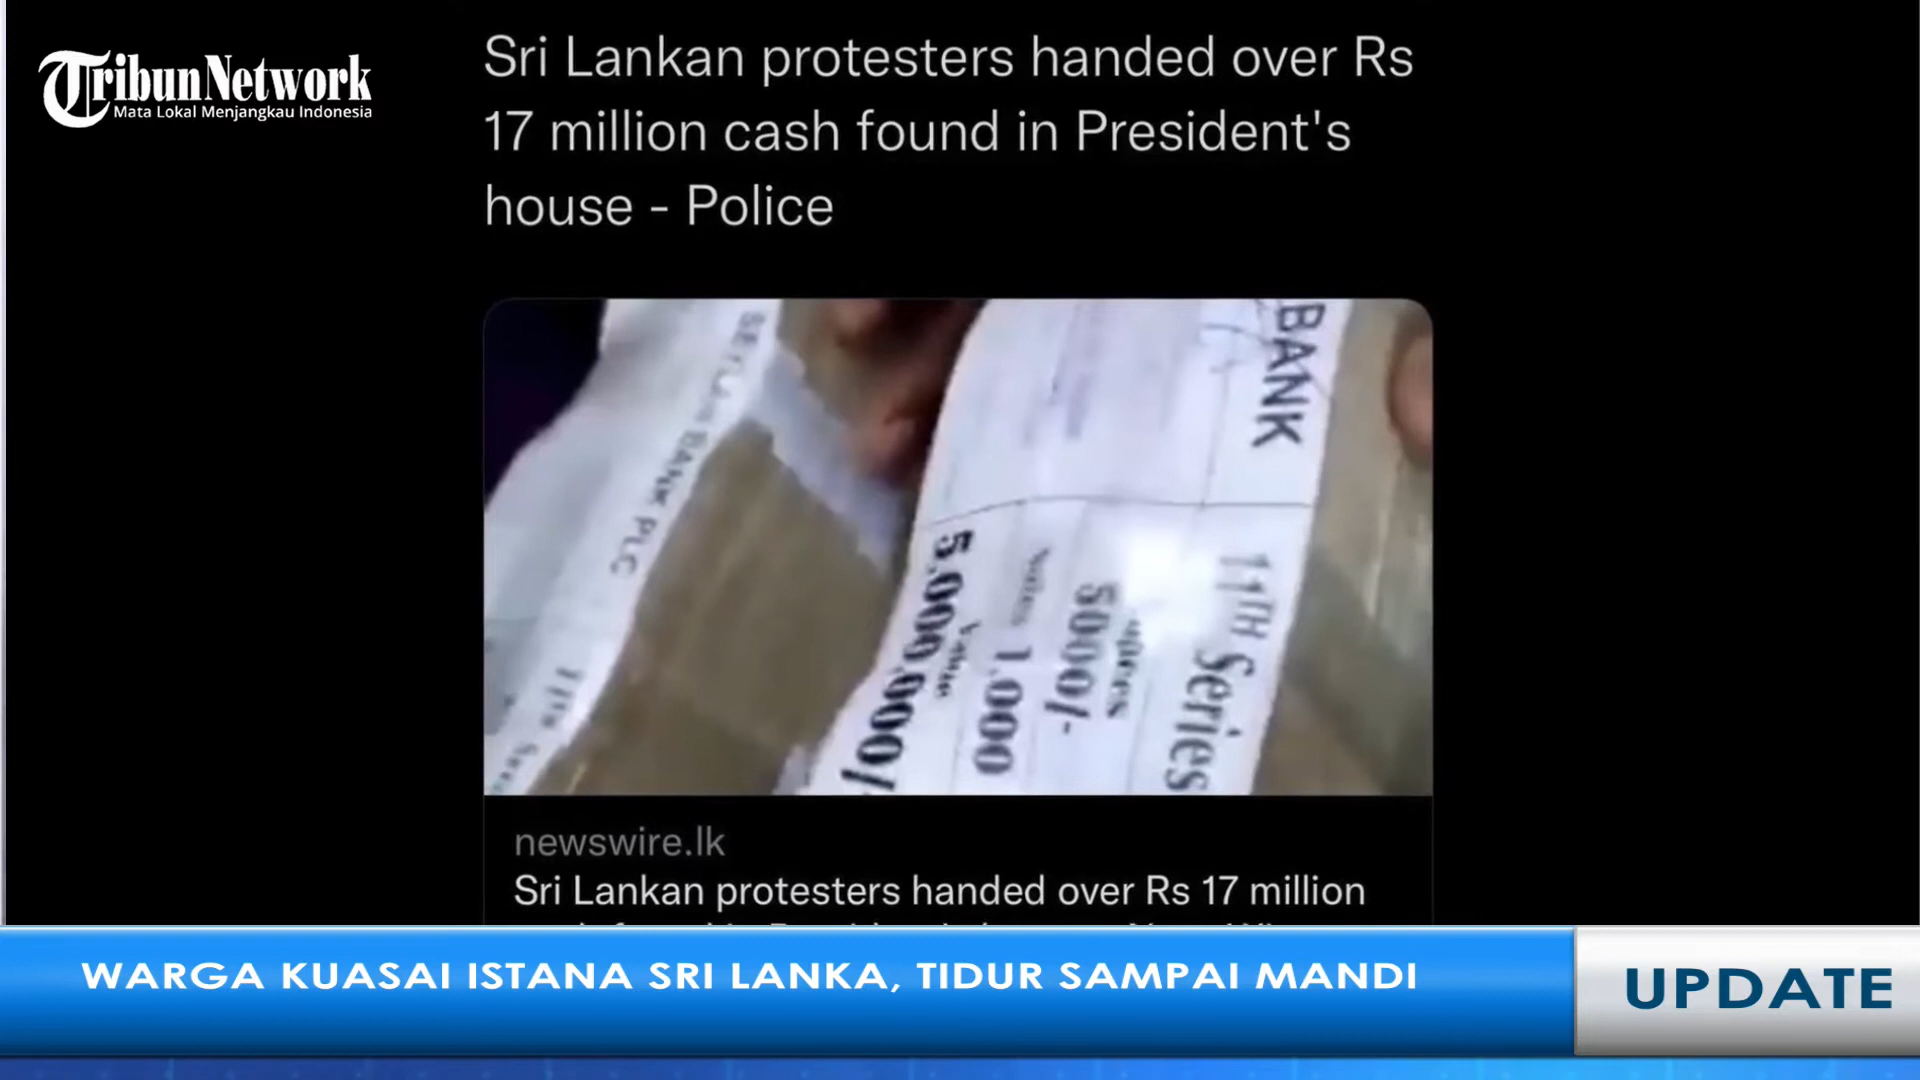 TribunNetwork
Mata Lokal Menjangkau Indonesia
Sri Lankan protesters handed over Rs
17 million cash found in President's
house - Police
BANK
BANK PLC
11TH Series
5000/-
1,000
5,000,000/-
newswire.lk
Sri Lankan protesters handed over Rs 17 million
WARGA KUASAI ISTANA SRI LANKA, TIDUR SAMPAI MANDI
UPDATE